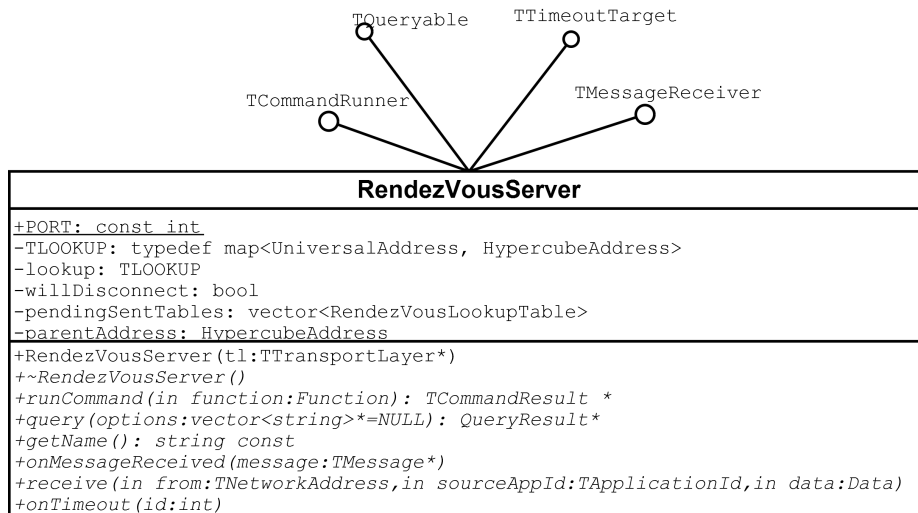 TQueryable
TTimeoutTarget
TCommandRunner
TMessageReceiver
RendezVousServer
+PORT: const int
-TLOOKUP: typedef map<UniversalAddress, HypercubeAddress>
-lookup: TLOOKUP
-willDisconnect: bool
-pendingSentTables: vector<RendezVousLookupTable>
-parentAddress: HypercubeAddress
+RendezVousServer(tl:TTransportLayer*)
+~RendezVousServer()
+runCommand(in function:Function): TCommandResult *
+query(options:vector<string>*=NULL): QueryResult*
+getName(): string const
+onMessageReceived(message:TMessage*)
+receive(in from:TNetworkAddress,in sourceAppId:TApplicationId,in data:Data)
+onTimeout(id:int)